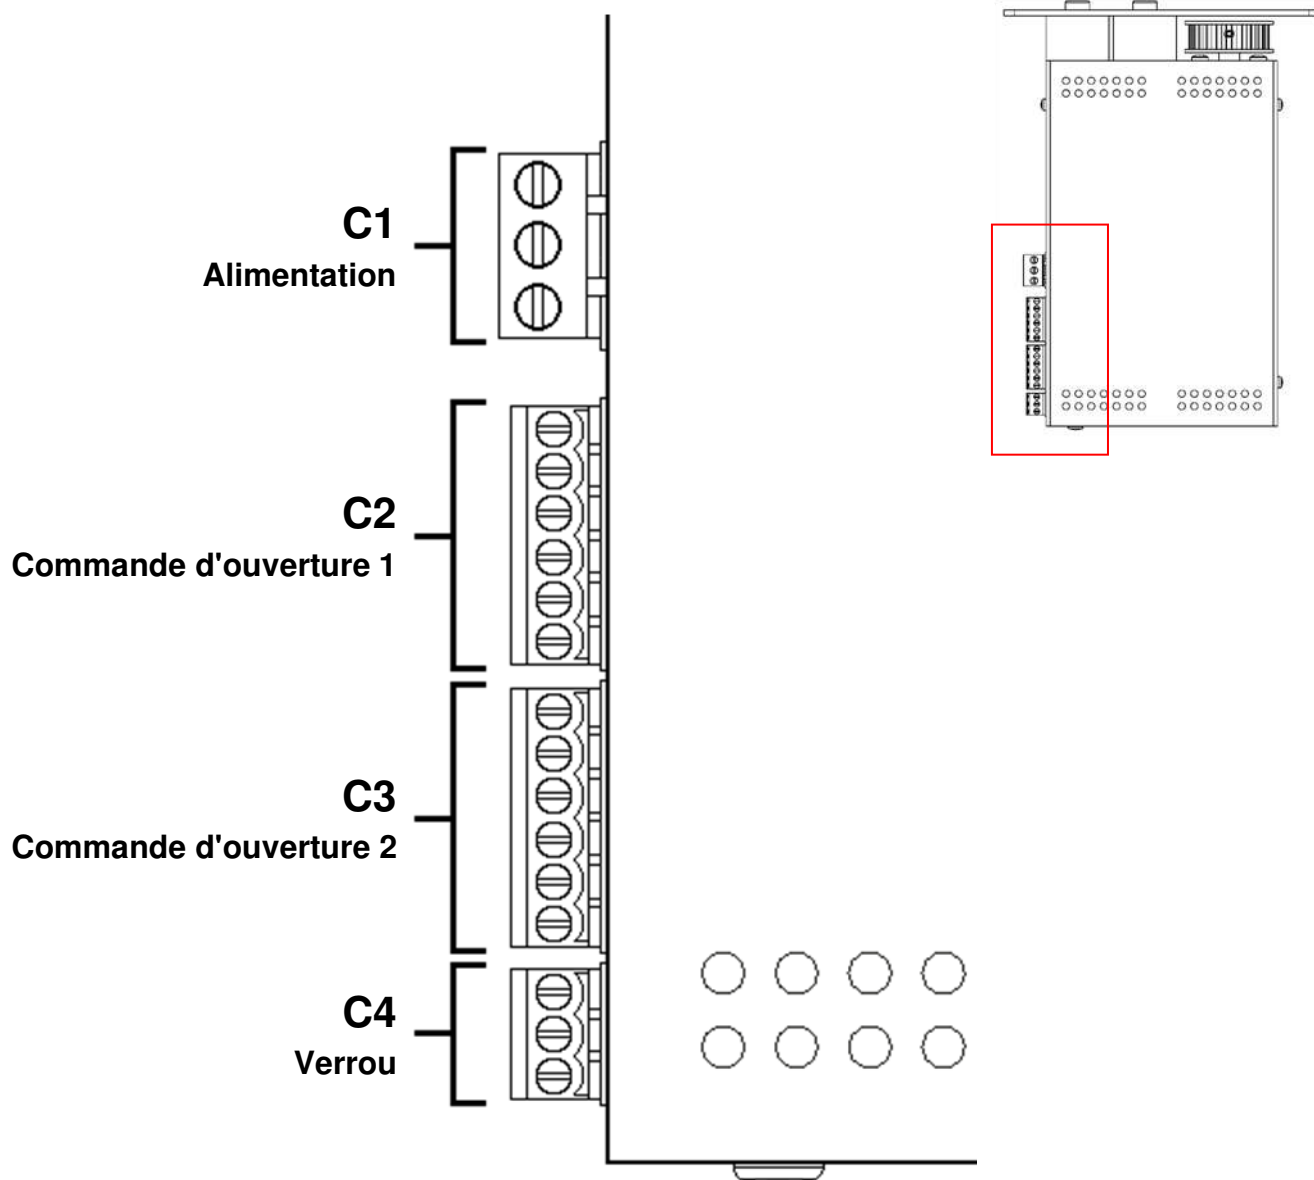 C1
Alimentation
C2
Commande d'ouverture 1
C3
Commande d'ouverture 2
C4
Verrou